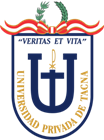 "VERITAS ET VITA"
UNIVERSIDAD PRIVADA DE TACNA